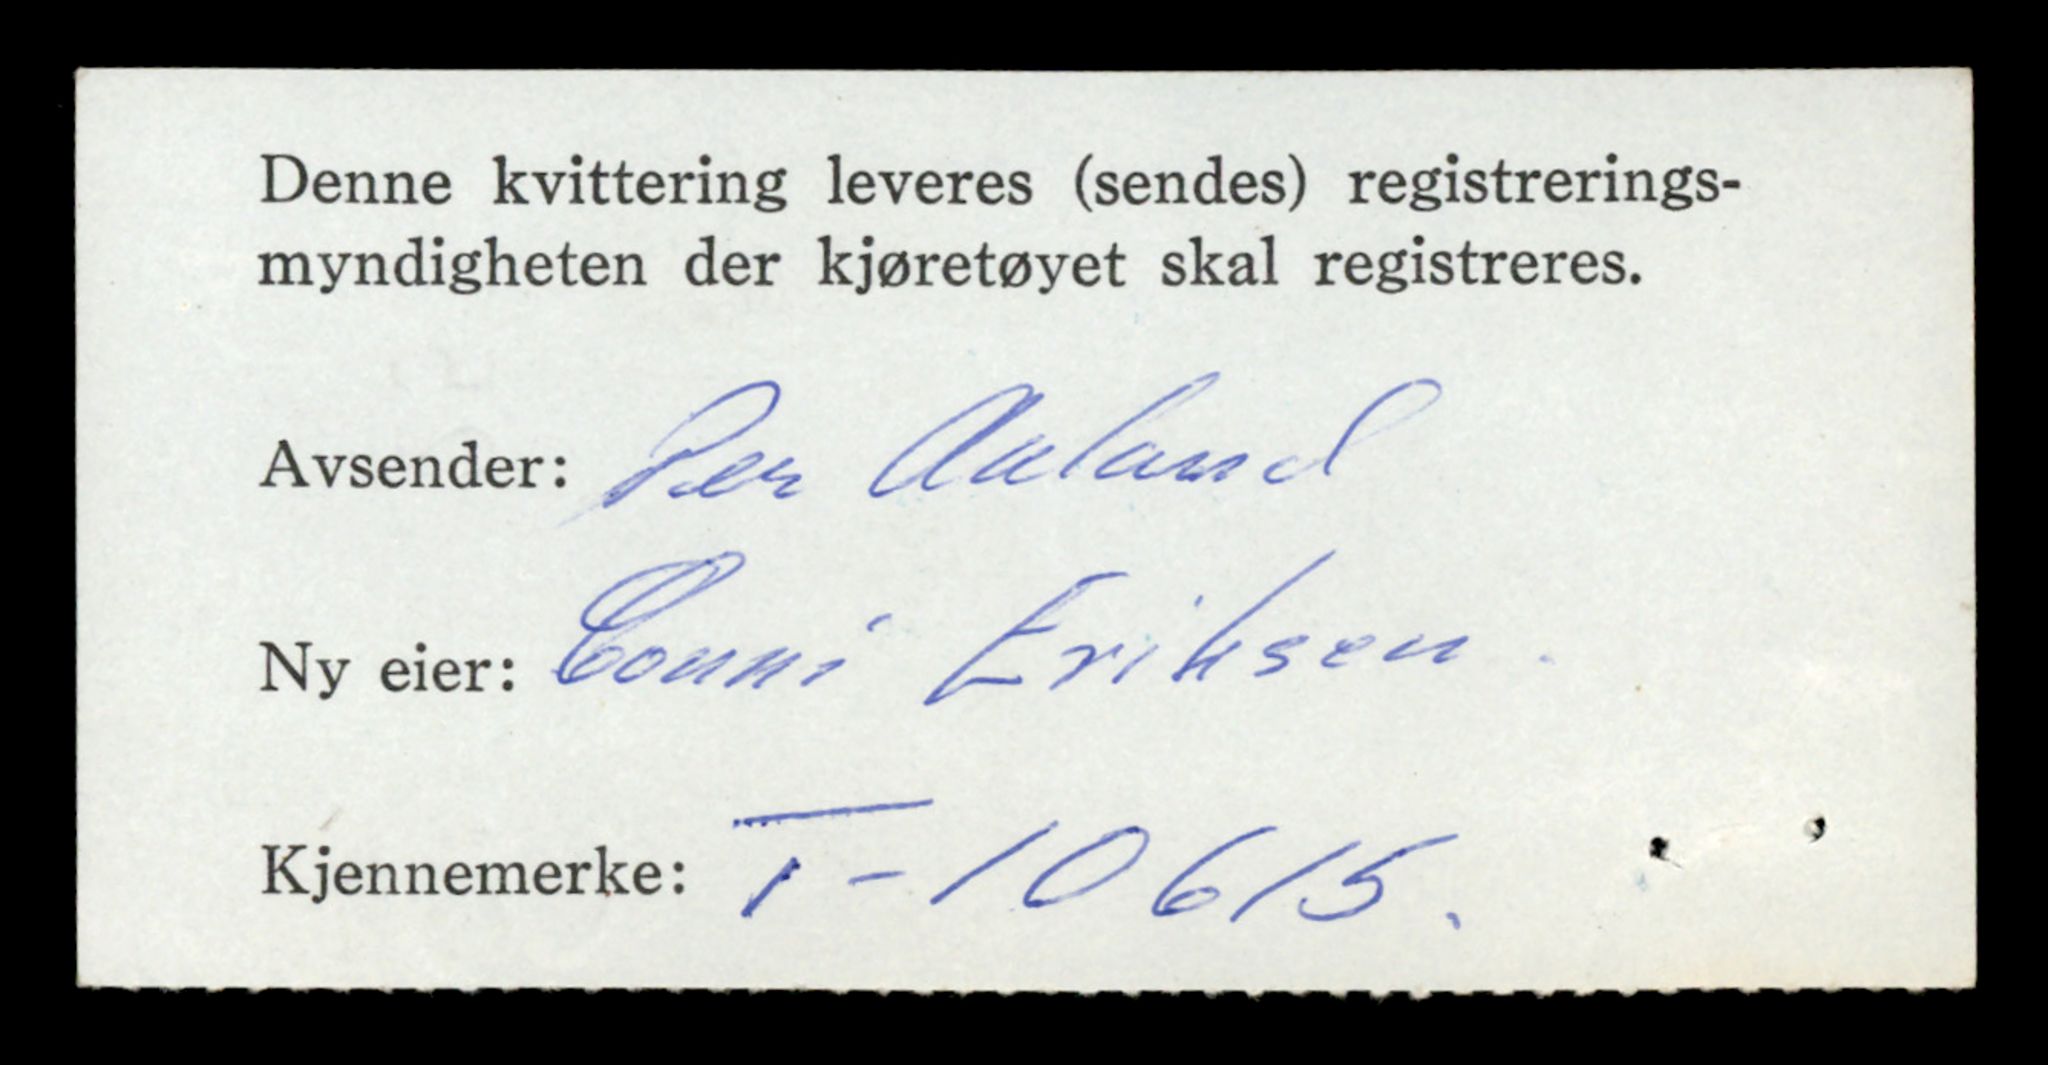 Denne kvittering leveres (sendes) registrerings-
myndigheten der kjøretøyet skal registreres.
Avsender: Per Aaland
Ny eier: Conni Eriksen.
Kjennemerke: T-10615.